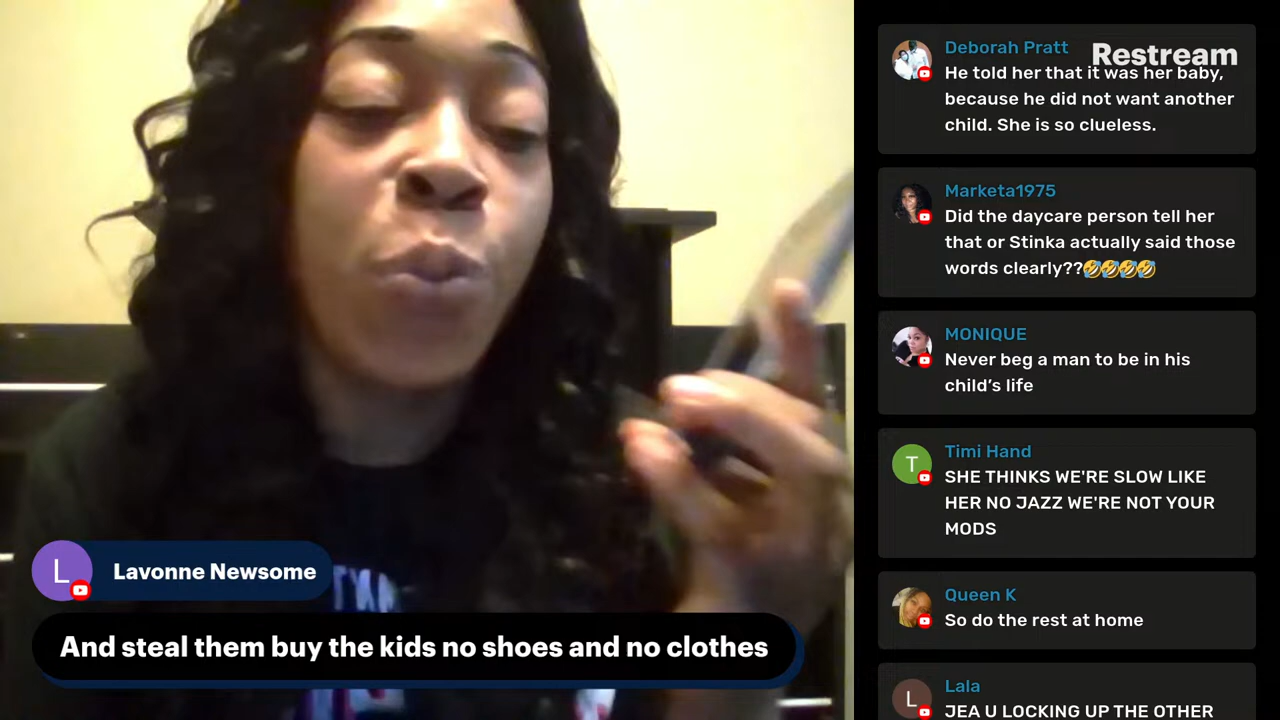 Restream
Deborah Pratt
He told her that it was her baby,
because he did not want another
child. She is so clueless.
Marketa1975
Did the daycare person tell her
that or Stinka actually said those
words clearly??🤣🤣🤣🤣
MONIQUE
Never beg a man to be in his
child’s life
T
Timi Hand
SHE THINKS WE'RE SLOW LIKE
HER NO JAZZ WE'RE NOT YOUR
MODS
Queen K
So do the rest at home
L
Lala
JEA U LOCKING UP THE OTHER
L
Lavonne Newsome
And steal them buy the kids no shoes and no clothes